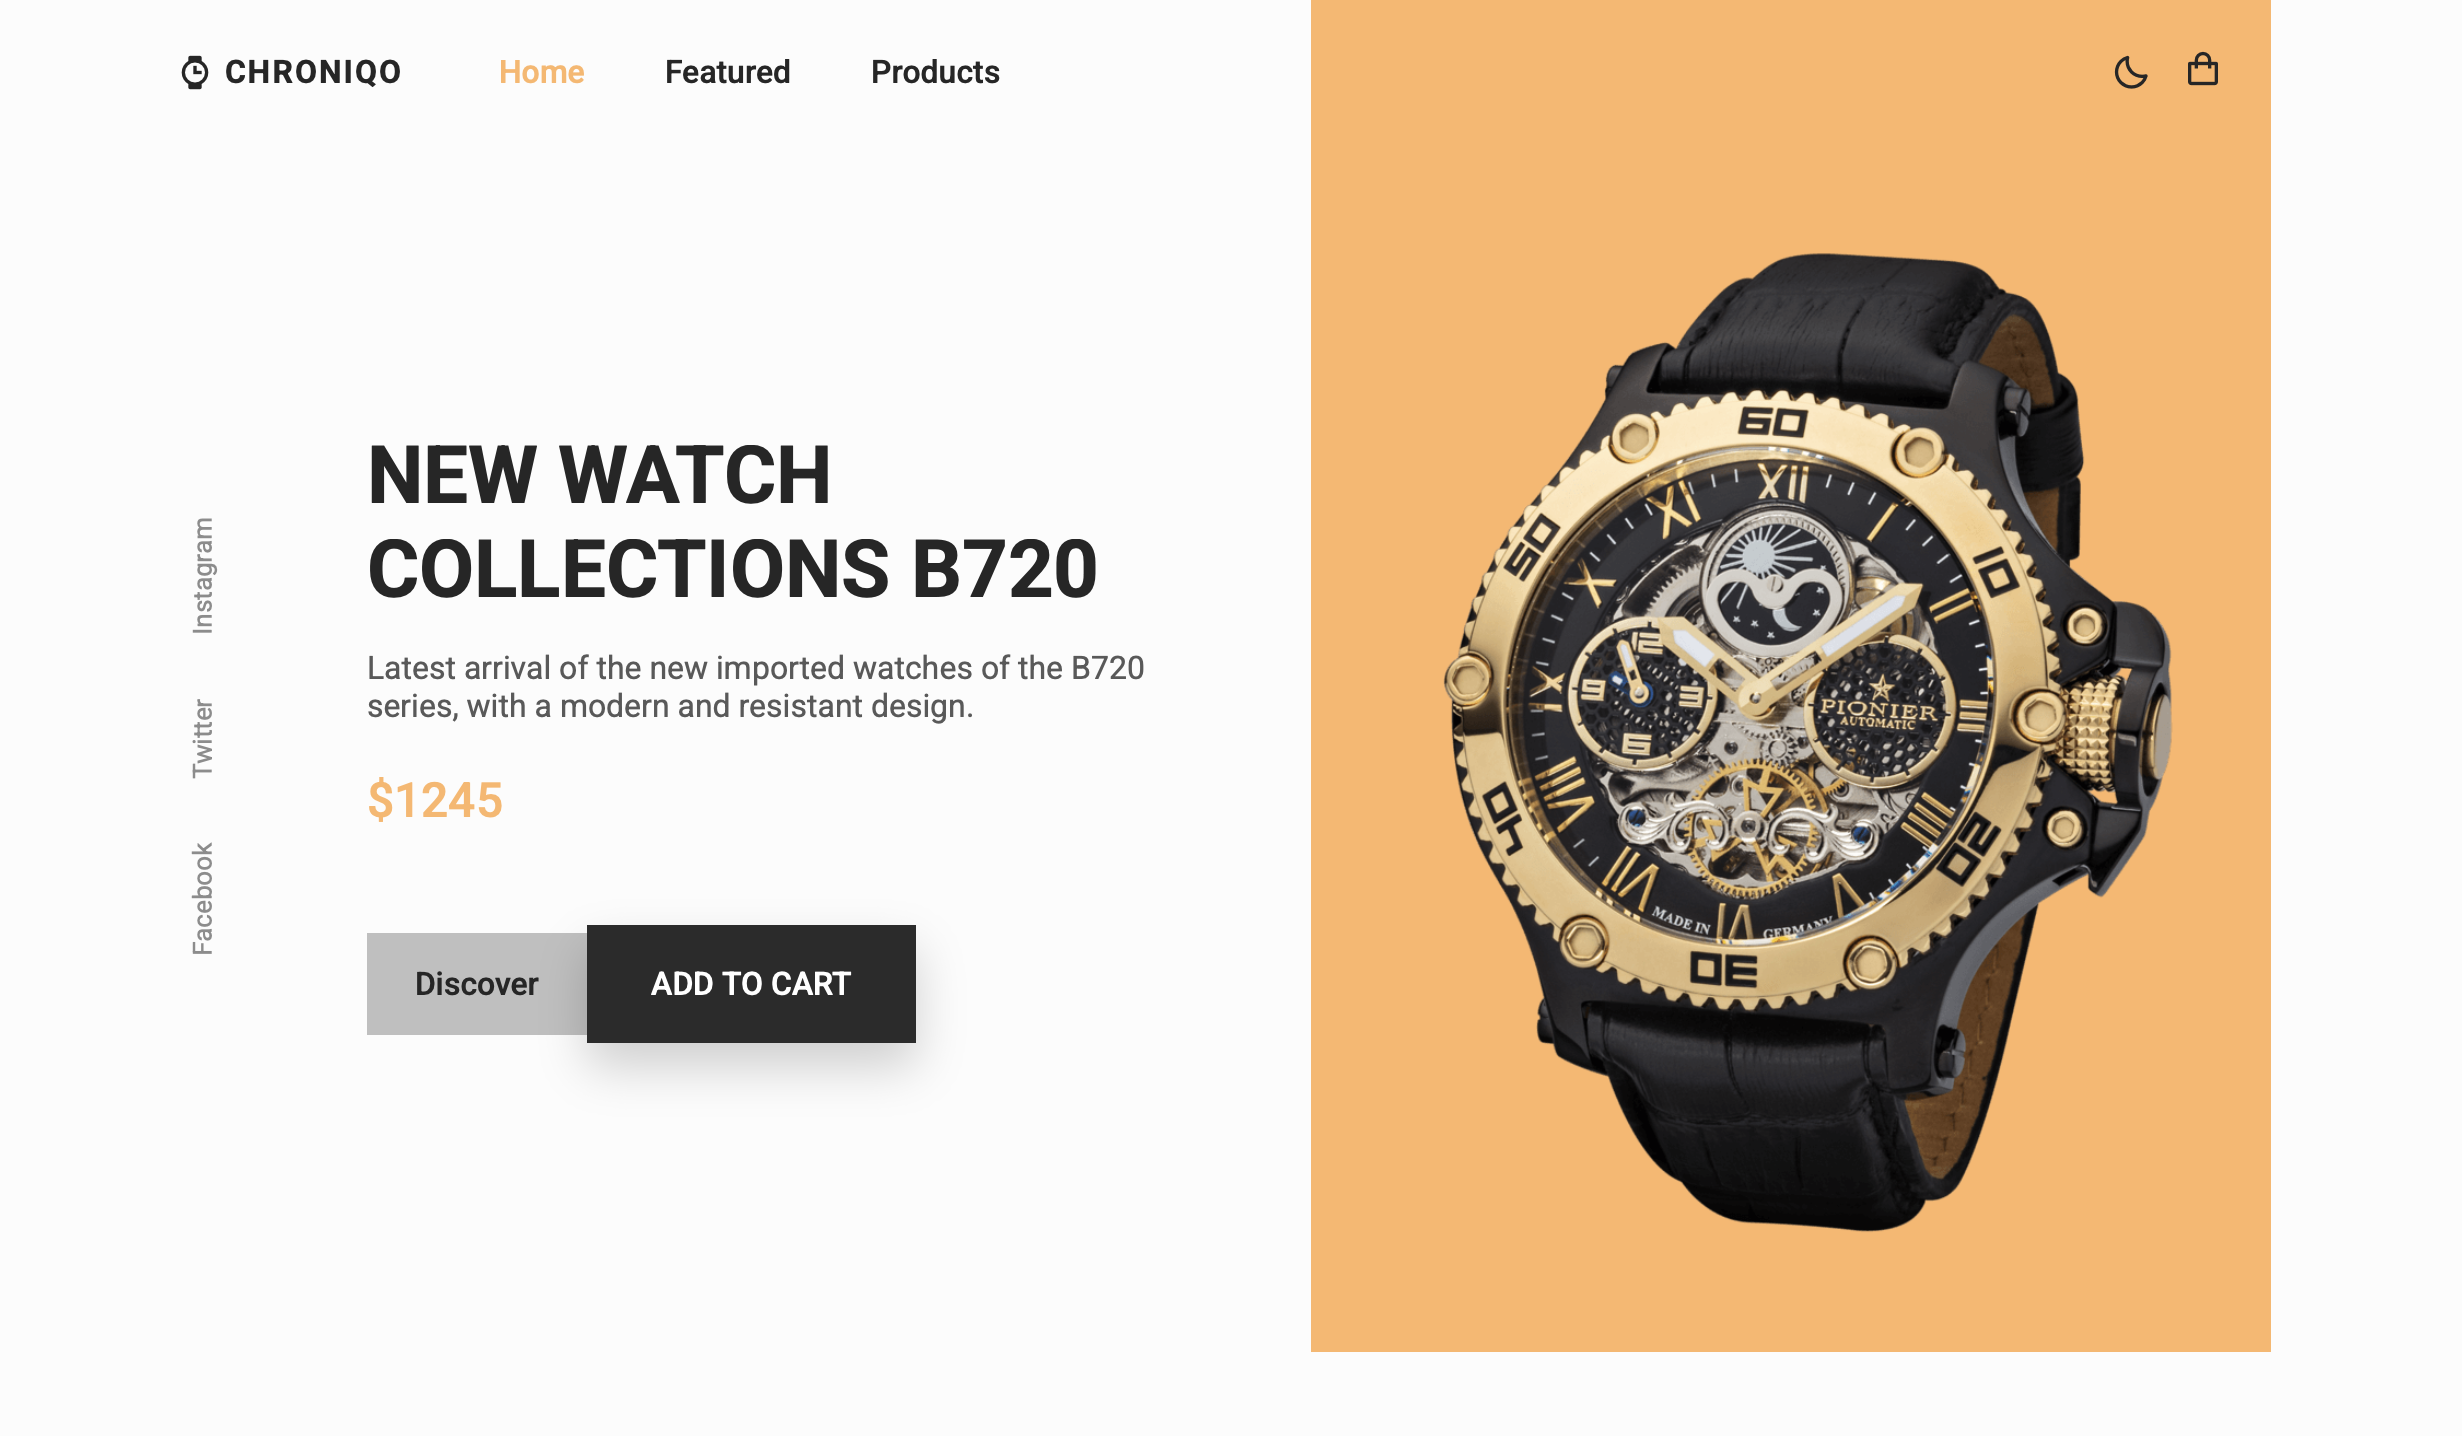 CHRONIQO
Home
Featured
Products
NEW WATCH
COLLECTIONS B720
Latest arrival of the new imported watches of the B720
series, with a modern and resistant design.
$1245
Discover
ADD TO CART
Instagram
Twitter
Facebook
60
10
20
30
40
50
XII
II
III
IIII
V
VI
VII
VIII
IX
X
XI
12
3
6
9
PIONIER
AUTOMATIC
MADE IN
GERMANY